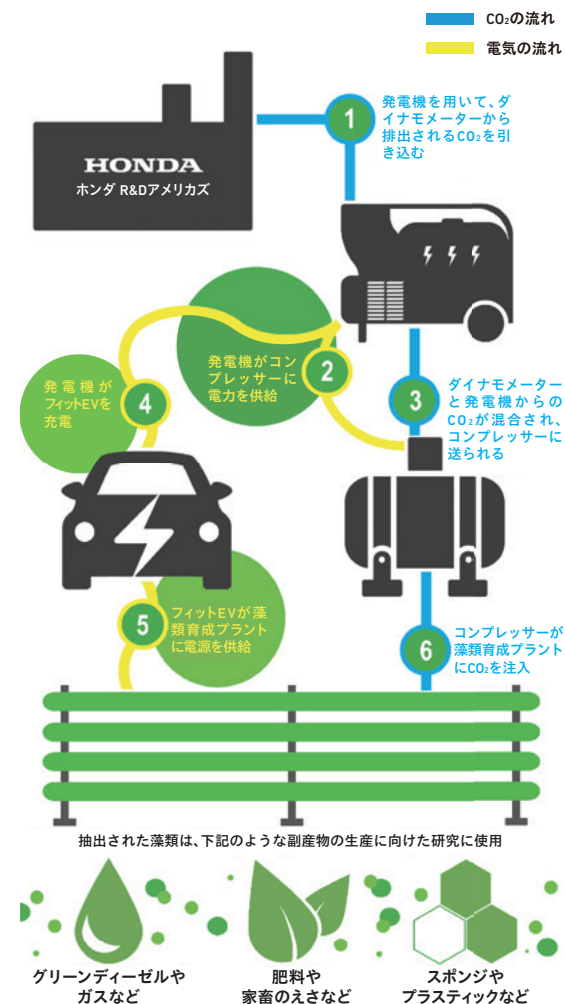 CO₂の流れ
電気の流れ
HONDA
ホンダ R&Dアメリカズ
1
発電機を用いて、ダ
イナモメーターから
排出されるCO₂を引
き込む
2
発電機がコン
プレッサーに
電力を供給
3
ダイナモメーター
と発電機からの
CO₂が混合され、
コンプレッサーに
送られる
4
発電機が
フィットEVを
充電
5
フィットEVが藻
類育成プラント
に電源を供給
6
コンプレッサーが
藻類育成プラント
にCO₂を注入
抽出された藻類は、下記のような副産物の生産に向けた研究に使用
グリーンディーゼルや
ガスなど
肥料や
家畜のえさなど
スポンジや
プラスティックなど